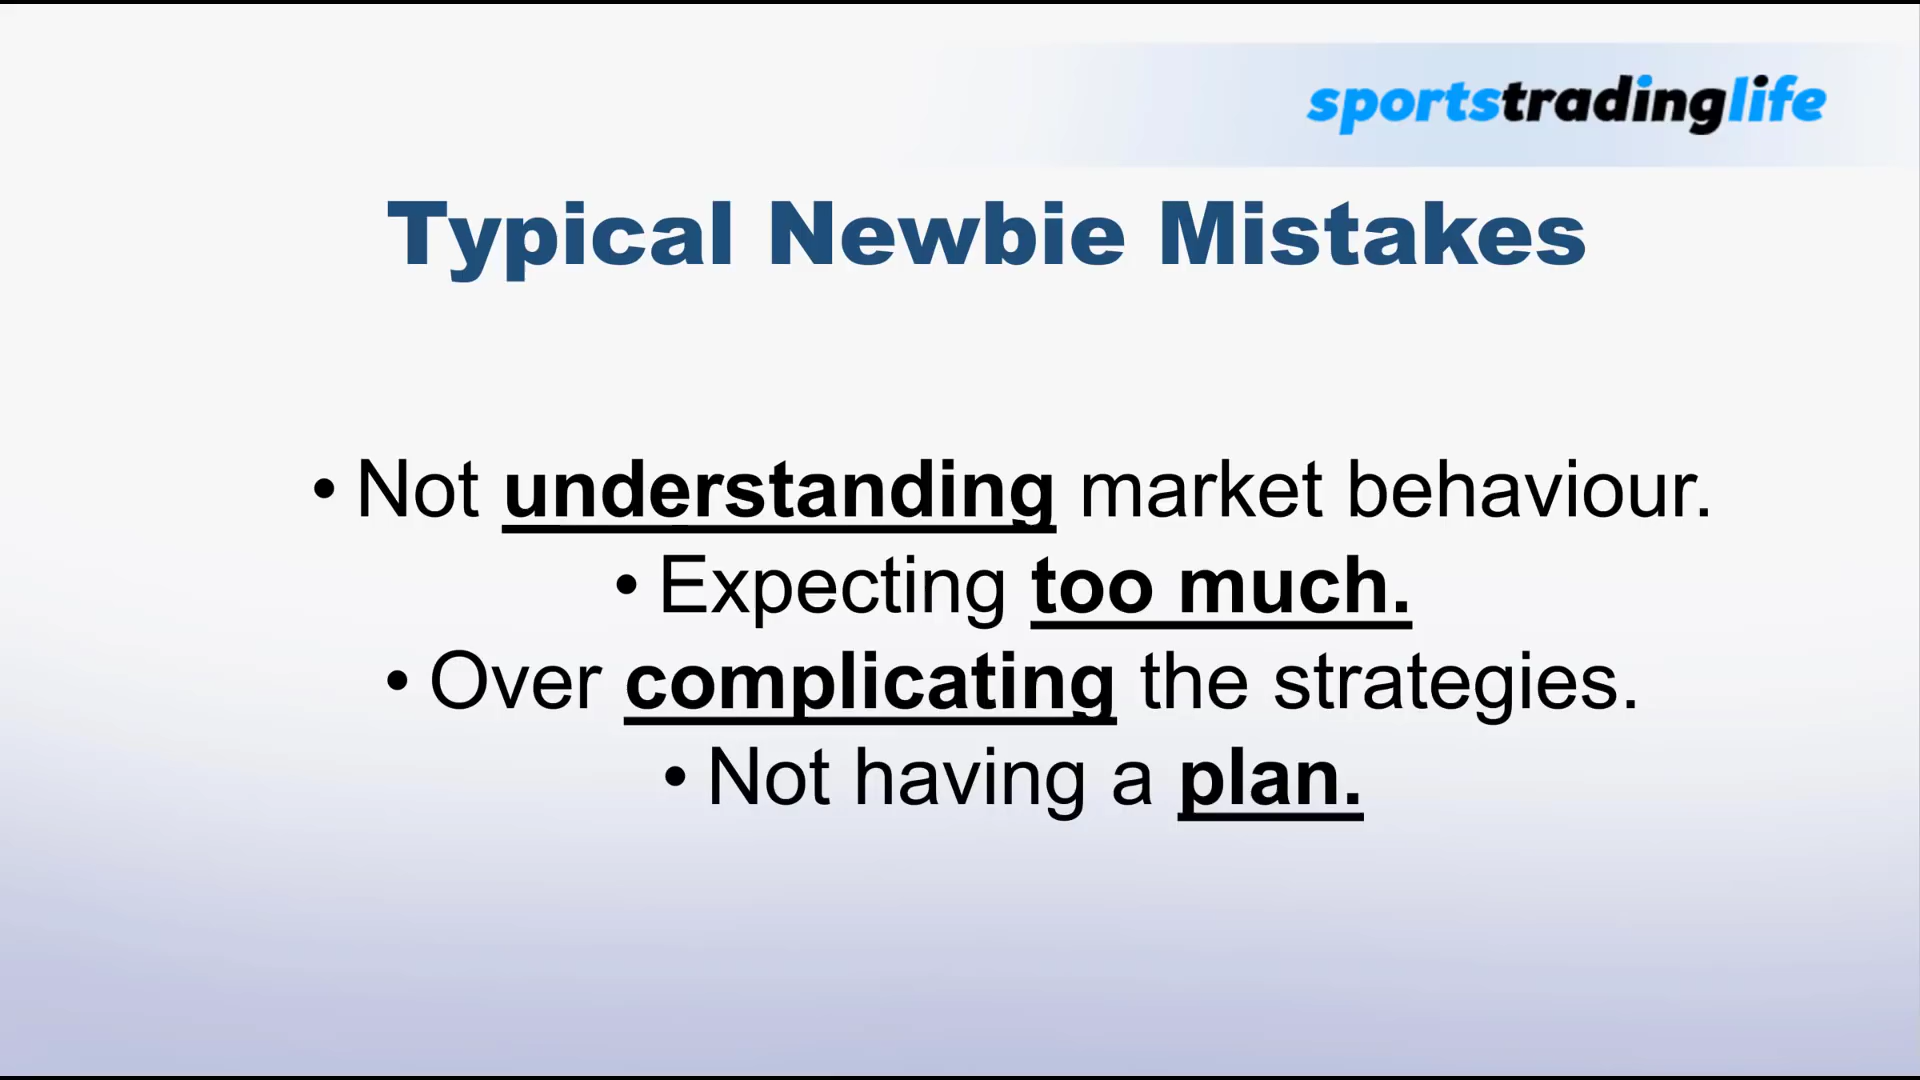 sportstradinglife
Typical Newbie Mistakes
• Not understanding market behaviour.
• Expecting too much.
• Over complicating the strategies.
• Not having a plan.